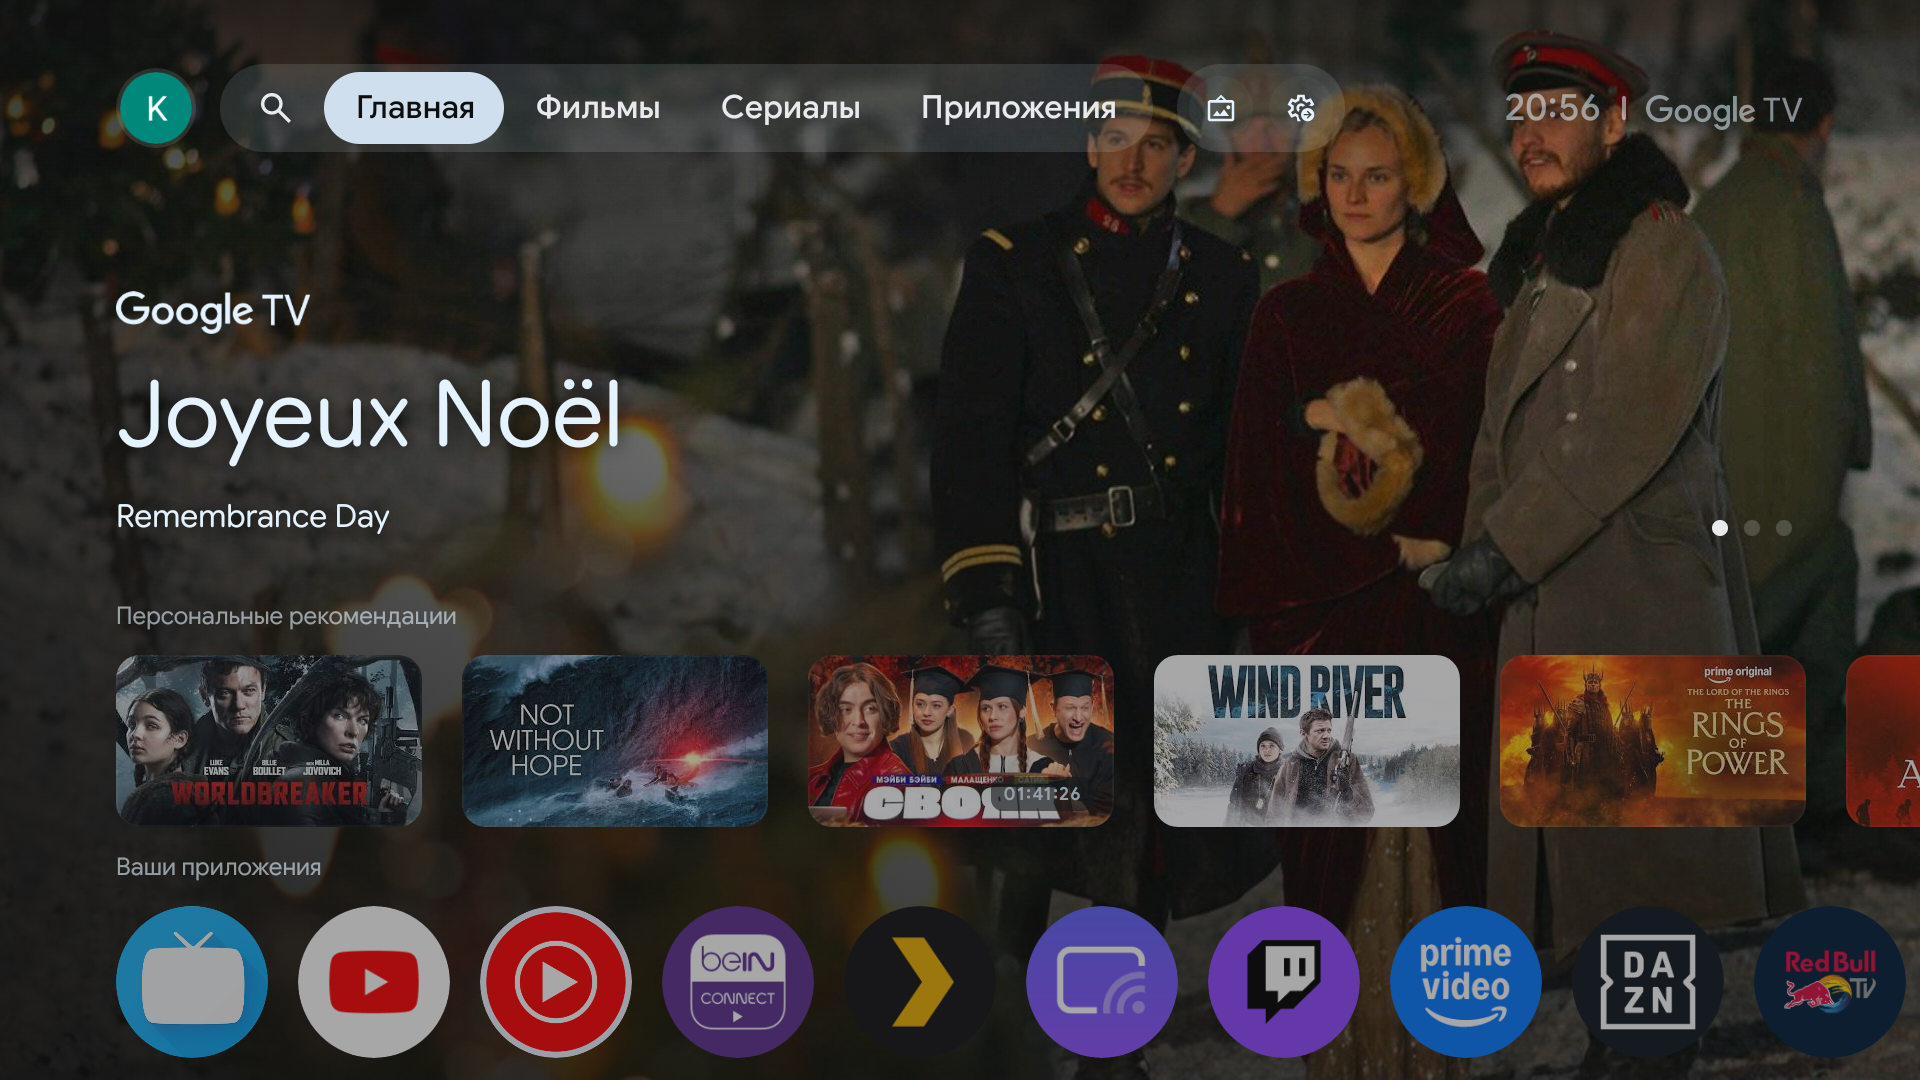 K
Главная
Фильмы
Сериалы
Приложения
20:56 | Google TV
Google TV
Joyeux Noël
Remembrance Day
Персональные рекомендации
LUKE EVANS
BILLIE BOULLET
WITH MILLA JOVOVICH
WORLDBREAKER
NOT
WITHOUT
HOPE
МЭЙБИ БЭЙБИ МАЛАЩЕНКО
01:41:26
WIND RIVER
prime original
THE LORD OF THE RINGS
THE
RINGS
OF
POWER
Ваши приложения
beIN
CONNECT
prime
video
DA
ZN
Red Bull
TV
26